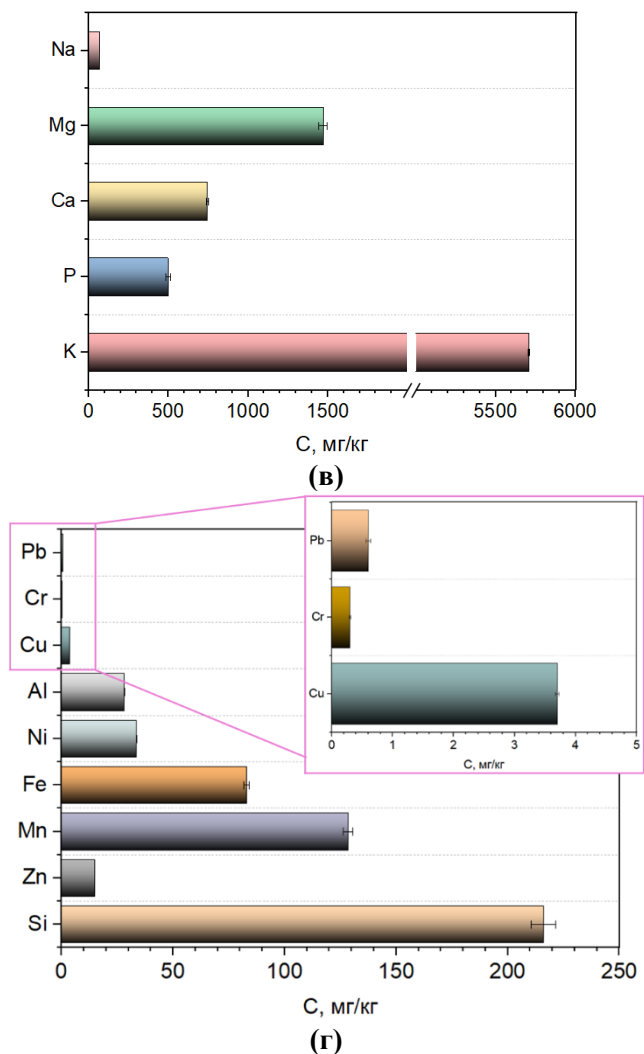 Na
Mg
Ca
P
K
0 500 1000 1500 5500 6000
С, мг/кг
(в)
Pb
Cr
Cu
Al
Ni
Fe
Mn
Zn
Si
0 50 100 150 200 250
С, мг/кг
Pb
Cr
Cu
0 1 2 3 4 5
С, мг/кг
(г)